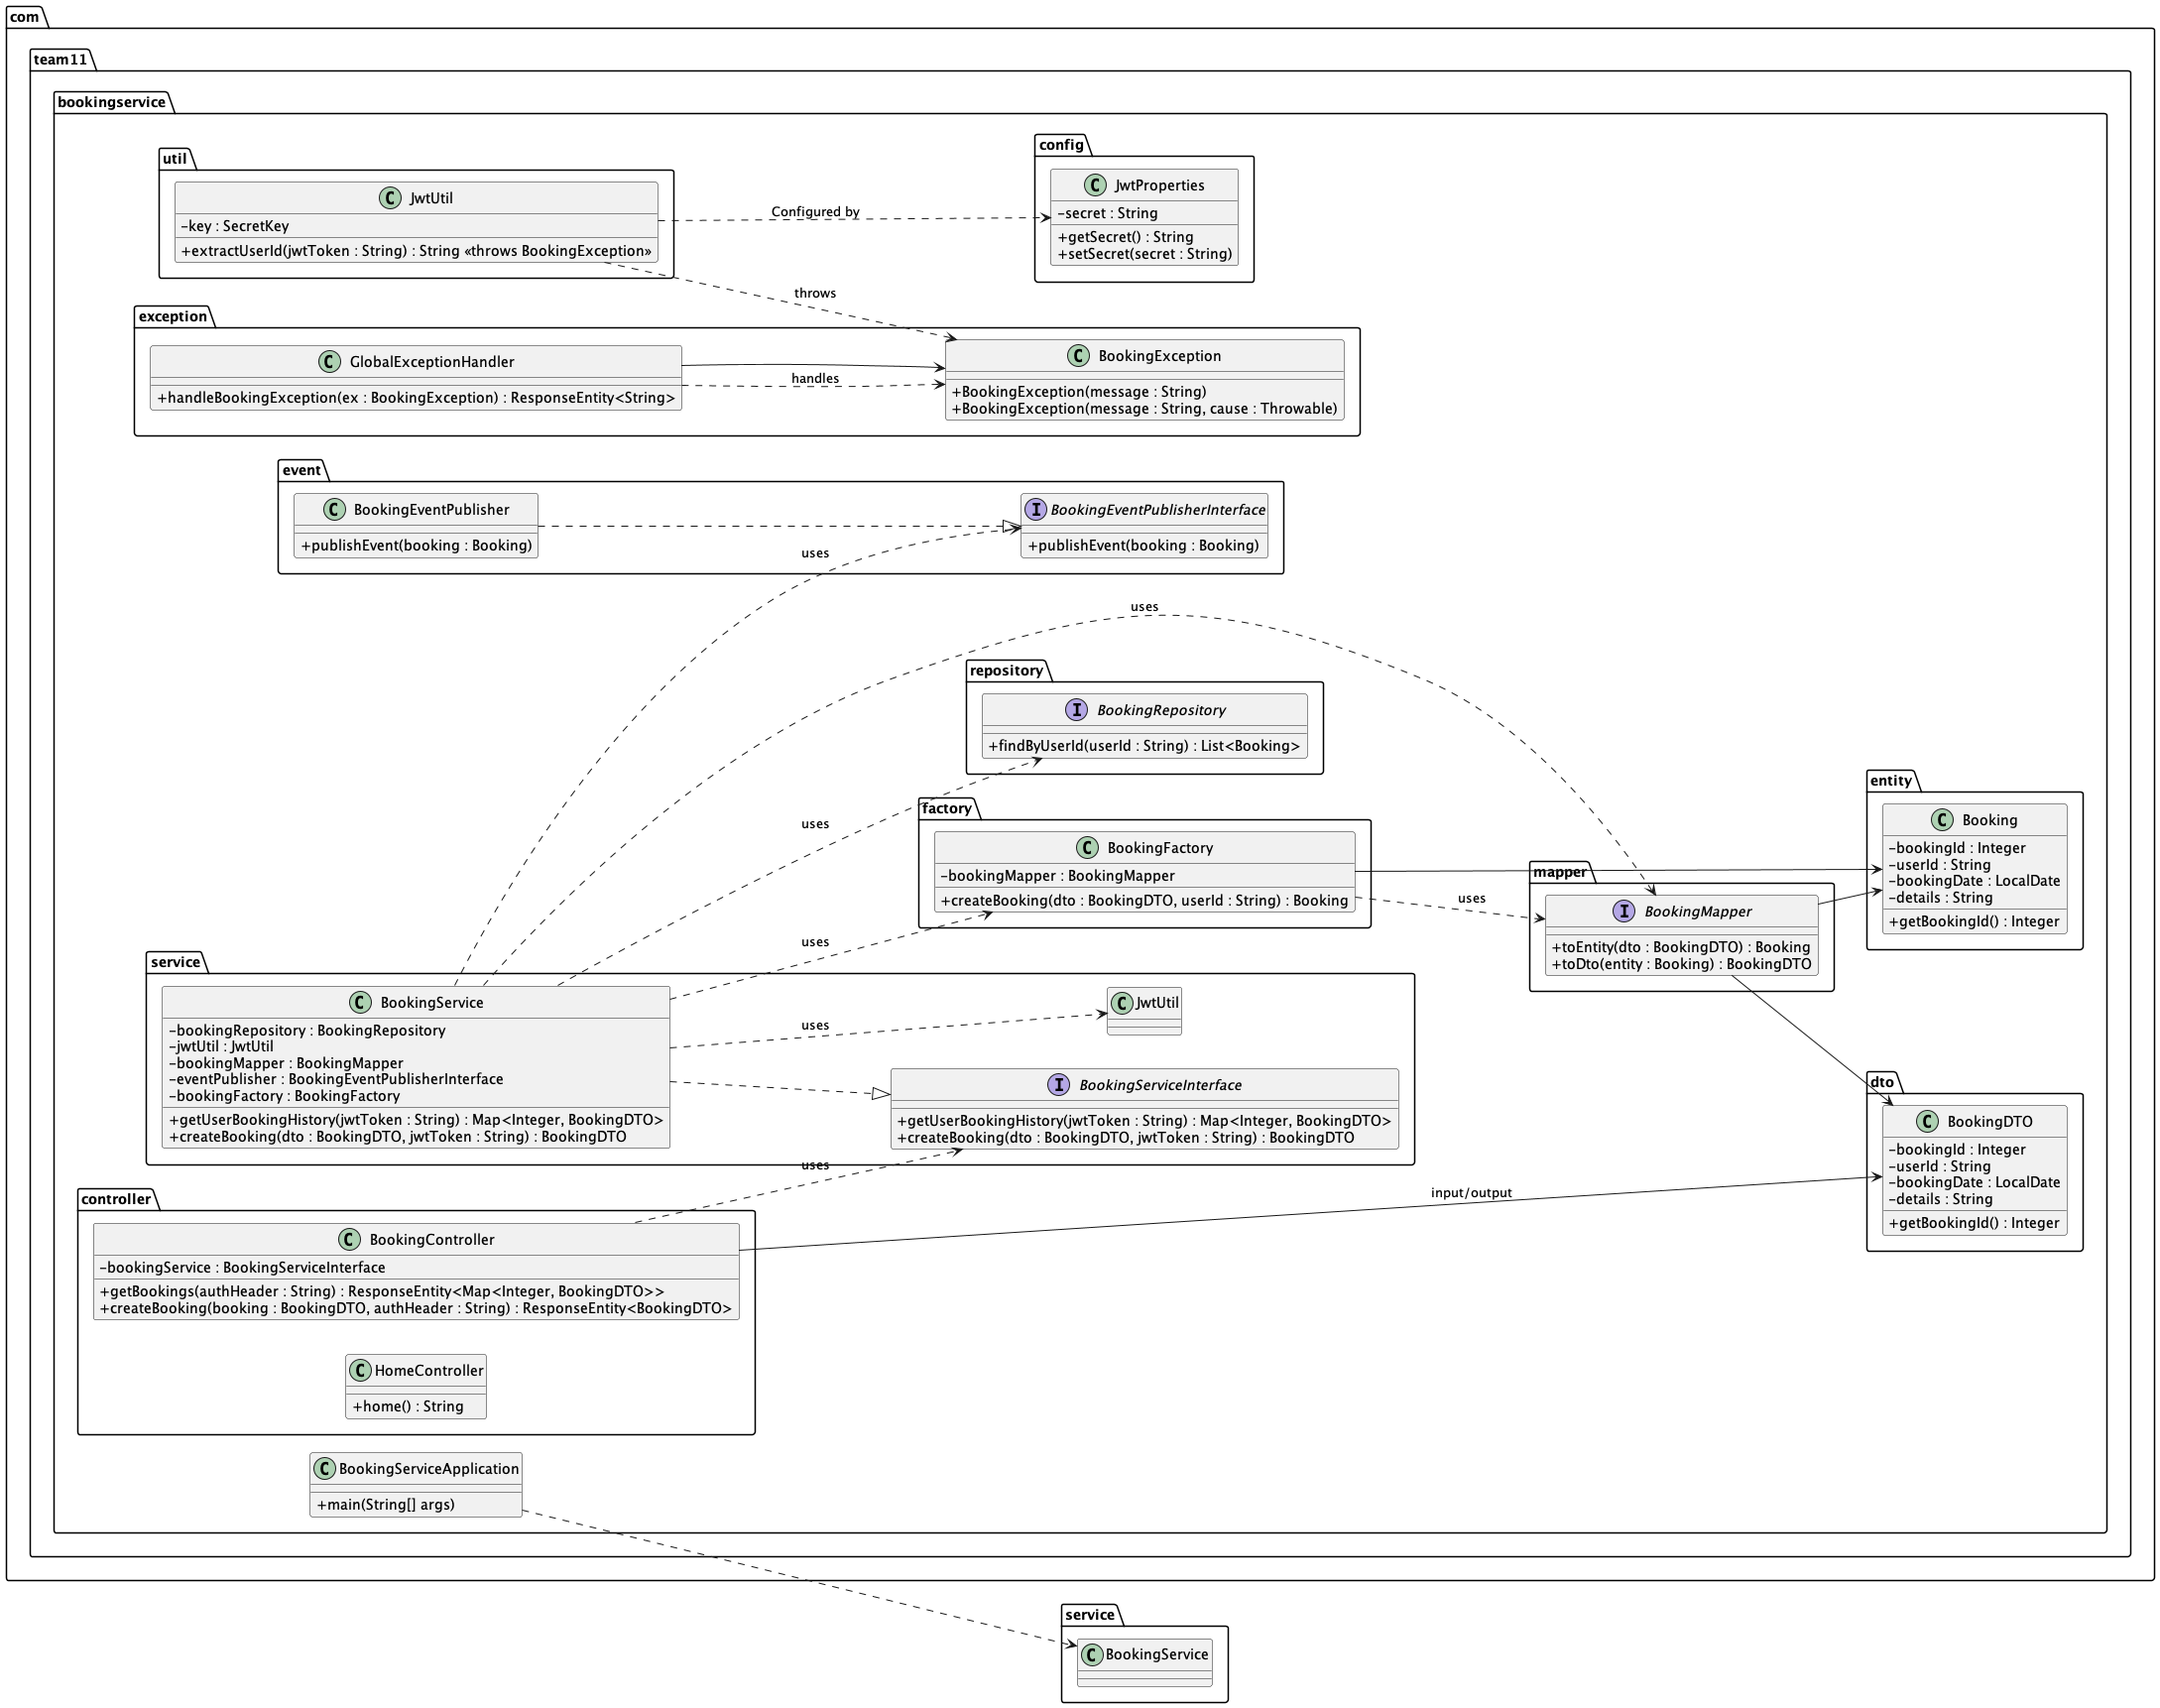 com
team11
bookingservice
util
C JwtUtil
-key : SecretKey
+extractUserId(jwtToken : String) : String «throws BookingException»
Configured by
config
C JwtProperties
-secret : String
+getSecret() : String
+setSecret(secret : String)
throws
exception
C GlobalExceptionHandler
+handleBookingException(ex : BookingException) : ResponseEntity<String>
handles
C BookingException
+BookingException(message : String)
+BookingException(message : String, cause : Throwable)
event
C BookingEventPublisher
+publishEvent(booking : Booking)
I BookingEventPublisherInterface
+publishEvent(booking : Booking)
uses
uses
repository
I BookingRepository
+findByUserId(userId : String) : List<Booking>
uses
factory
C BookingFactory
-bookingMapper : BookingMapper
+createBooking(dto : BookingDTO, userId : String) : Booking
uses
uses
mapper
I BookingMapper
+toEntity(dto : BookingDTO) : Booking
+toDto(entity : Booking) : BookingDTO
entity
C Booking
-bookingId : Integer
-userId : String
-bookingDate : LocalDate
-details : String
+getBookingId() : Integer
service
C BookingService
-bookingRepository : BookingRepository
-jwtUtil : JwtUtil
-bookingMapper : BookingMapper
-eventPublisher : BookingEventPublisherInterface
-bookingFactory : BookingFactory
+getUserBookingHistory(jwtToken : String) : Map<Integer, BookingDTO>
+createBooking(dto : BookingDTO, jwtToken : String) : BookingDTO
uses
C JwtUtil
I BookingServiceInterface
+getUserBookingHistory(jwtToken : String) : Map<Integer, BookingDTO>
+createBooking(dto : BookingDTO, jwtToken : String) : BookingDTO
dto
C BookingDTO
-bookingId : Integer
-userId : String
-bookingDate : LocalDate
-details : String
+getBookingId() : Integer
uses
input/output
controller
C BookingController
-bookingService : BookingServiceInterface
+getBookings(authHeader : String) : ResponseEntity<Map<Integer, BookingDTO>>
+createBooking(booking : BookingDTO, authHeader : String) : ResponseEntity<BookingDTO>
C HomeController
+home() : String
C BookingServiceApplication
+main(String[] args)
service
C BookingService